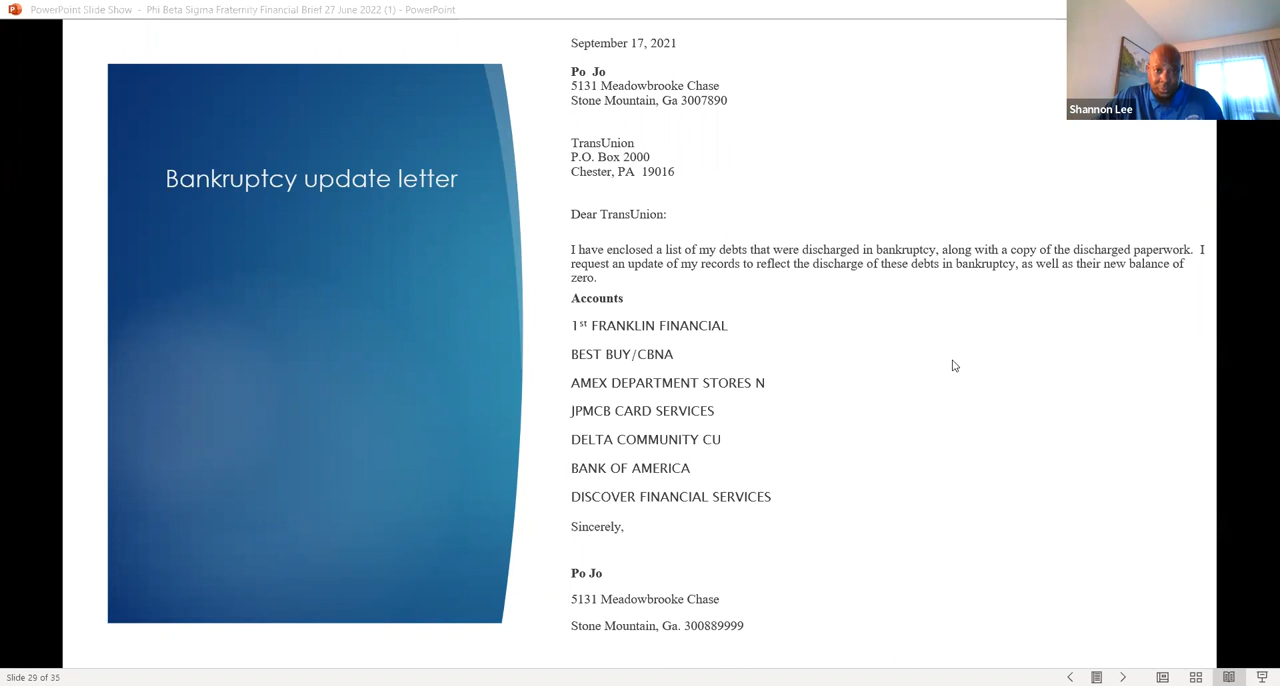 PowerPoint Slide Show - Phi Beta Sigma Fraternity Financial Brief 27 June 2022 (1) - PowerPoint
Shannon Lee
Bankruptcy update letter
September 17, 2021
Po Jo
5131 Meadowbrooke Chase
Stone Mountain, Ga 3007890
TransUnion
P.O. Box 2000
Chester, PA 19016
Dear TransUnion:
I have enclosed a list of my debts that were discharged in bankruptcy, along with a copy of the discharged paperwork. I
request an update of my records to reflect the discharge of these debts in bankruptcy, as well as their new balance of
zero.
Accounts
1st FRANKLIN FINANCIAL
BEST BUY/CBNA
AMEX DEPARTMENT STORES N
JPMCB CARD SERVICES
DELTA COMMUNITY CU
BANK OF AMERICA
DISCOVER FINANCIAL SERVICES
Sincerely,
Po Jo
5131 Meadowbrooke Chase
Stone Mountain, Ga. 300889999
Slide 29 of 35